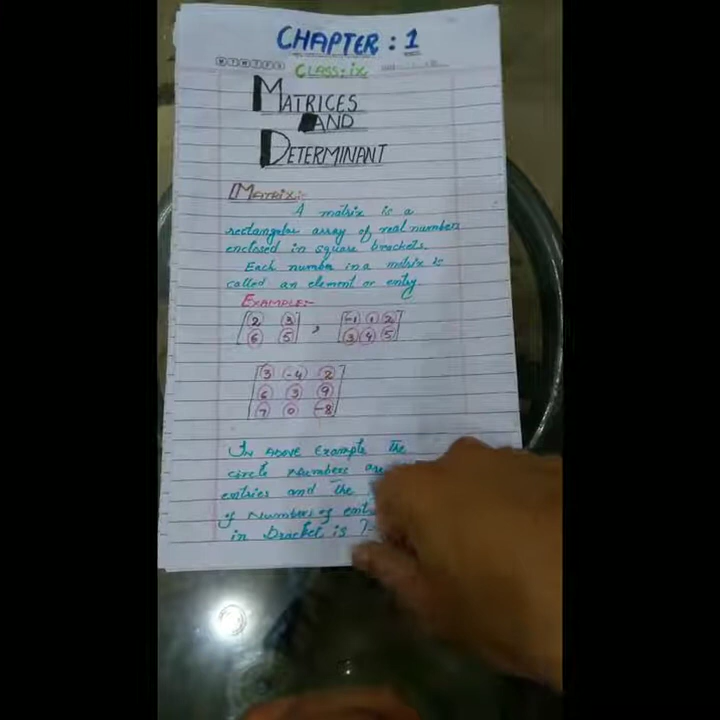 CHAPTER : 1
M T W T F S
CLASS: ix
MATRICES
AND
DETERMINANT
MATRIX:-
A matrix is a
rectangular array of real number
enclosed in square brackets.
Each number in a matrix is
called an element or entry.
EXAMPLE:-
2 3 , -1 1 2
6 5 3 4 5
3 -4 2
6 3 9
7 0 -8
In ABOVE Example The
circle Numbers are
entries and the
of Numbers of ent
in bracket is